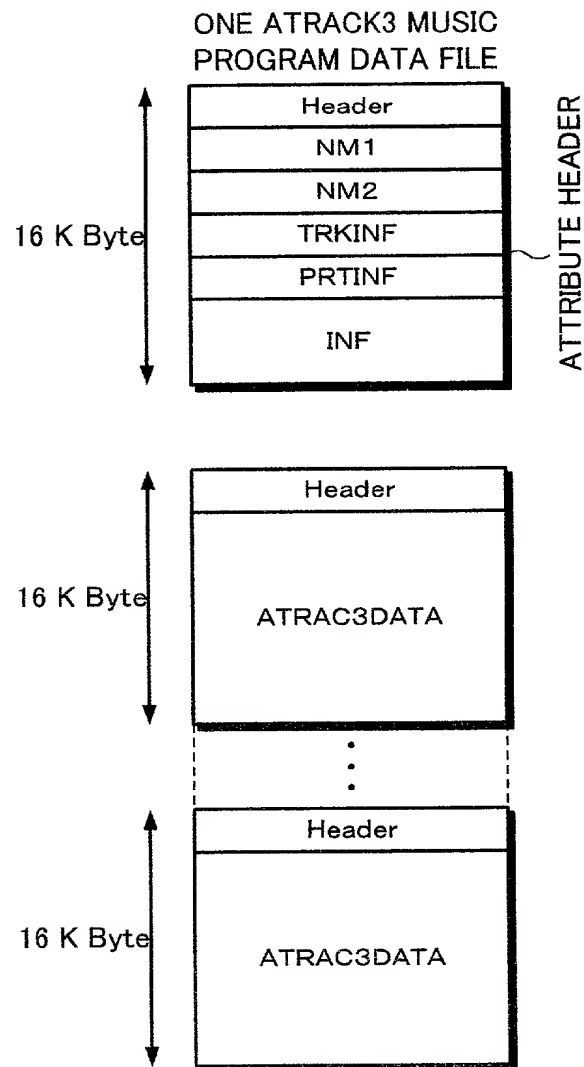 ONE ATRACK3 MUSIC
PROGRAM DATA FILE
Header
NM1
NM2
16 K Byte
TRKINF
PRTINF
INF
ATTRIBUTE HEADER
Header
16 K Byte
ATRAC3DATA
Header
16 K Byte
ATRAC3DATA